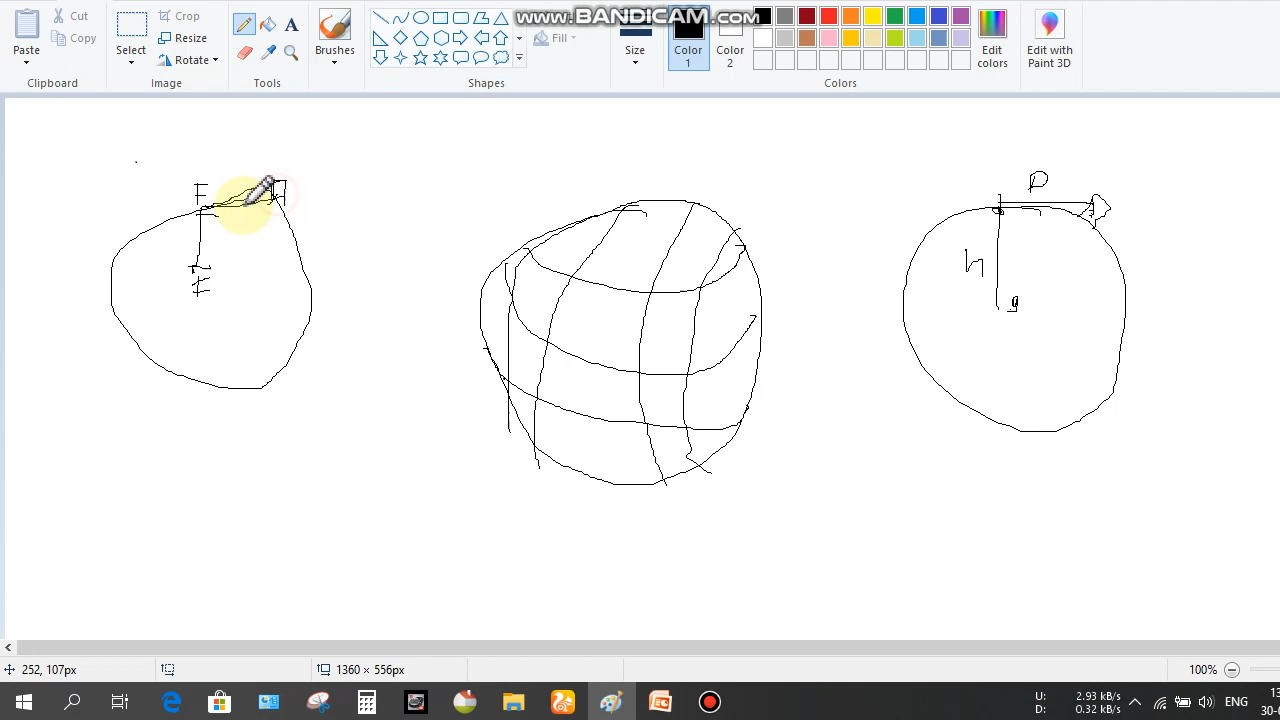 www.BANDICAM.com
Paste
Cut
Copy
Clipboard
Select
Crop
Resize
Rotate
Image
Tools
Brushes
Shapes
Fill
Size
Color 1
Color 2
Colors
Edit colors
Edit with Paint 3D
F
P
h
252, 107px
1360 × 556px
100%
U: 2.93 kB/s
D: 0.32 kB/s
ENG
30-0